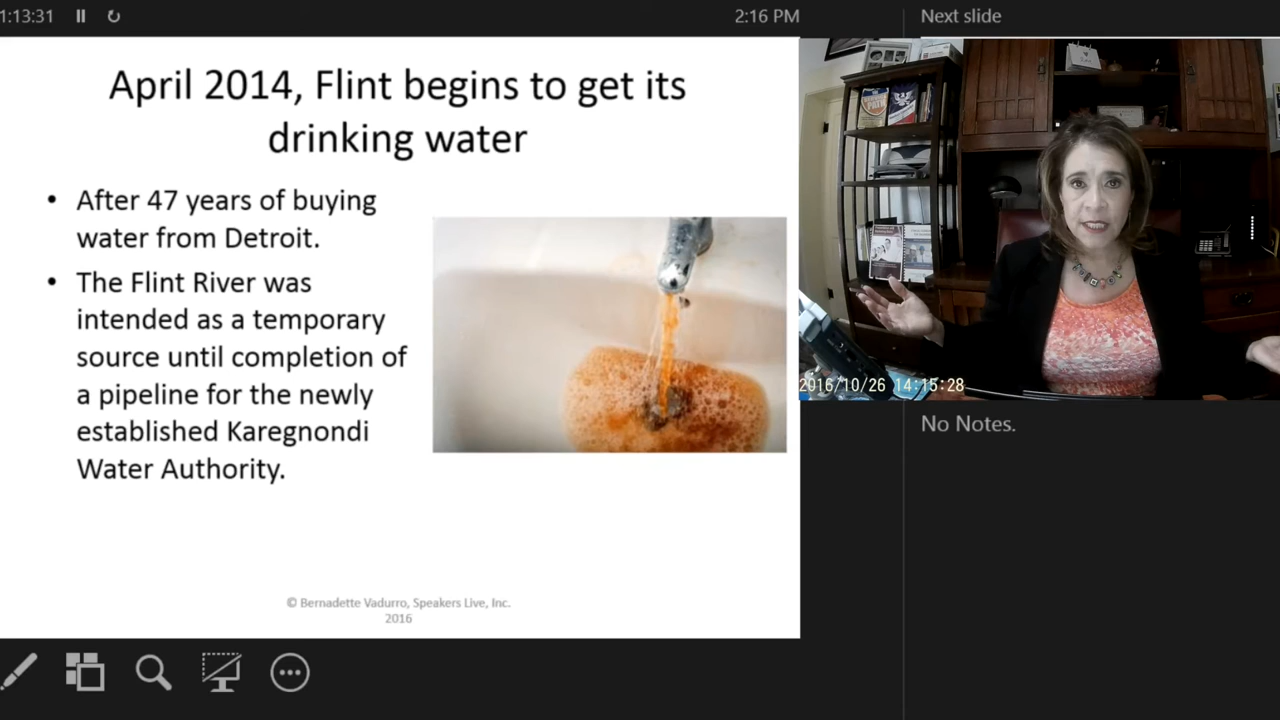 1:13:31
2:16 PM
Next slide
April 2014, Flint begins to get its
drinking water
• After 47 years of buying
water from Detroit.
• The Flint River was
intended as a temporary
source until completion of
a pipeline for the newly
established Karegnondi
Water Authority.
© Bernadette Vadurro, Speakers Live, Inc.
2016
2016/10/26 14:15:28
No Notes.